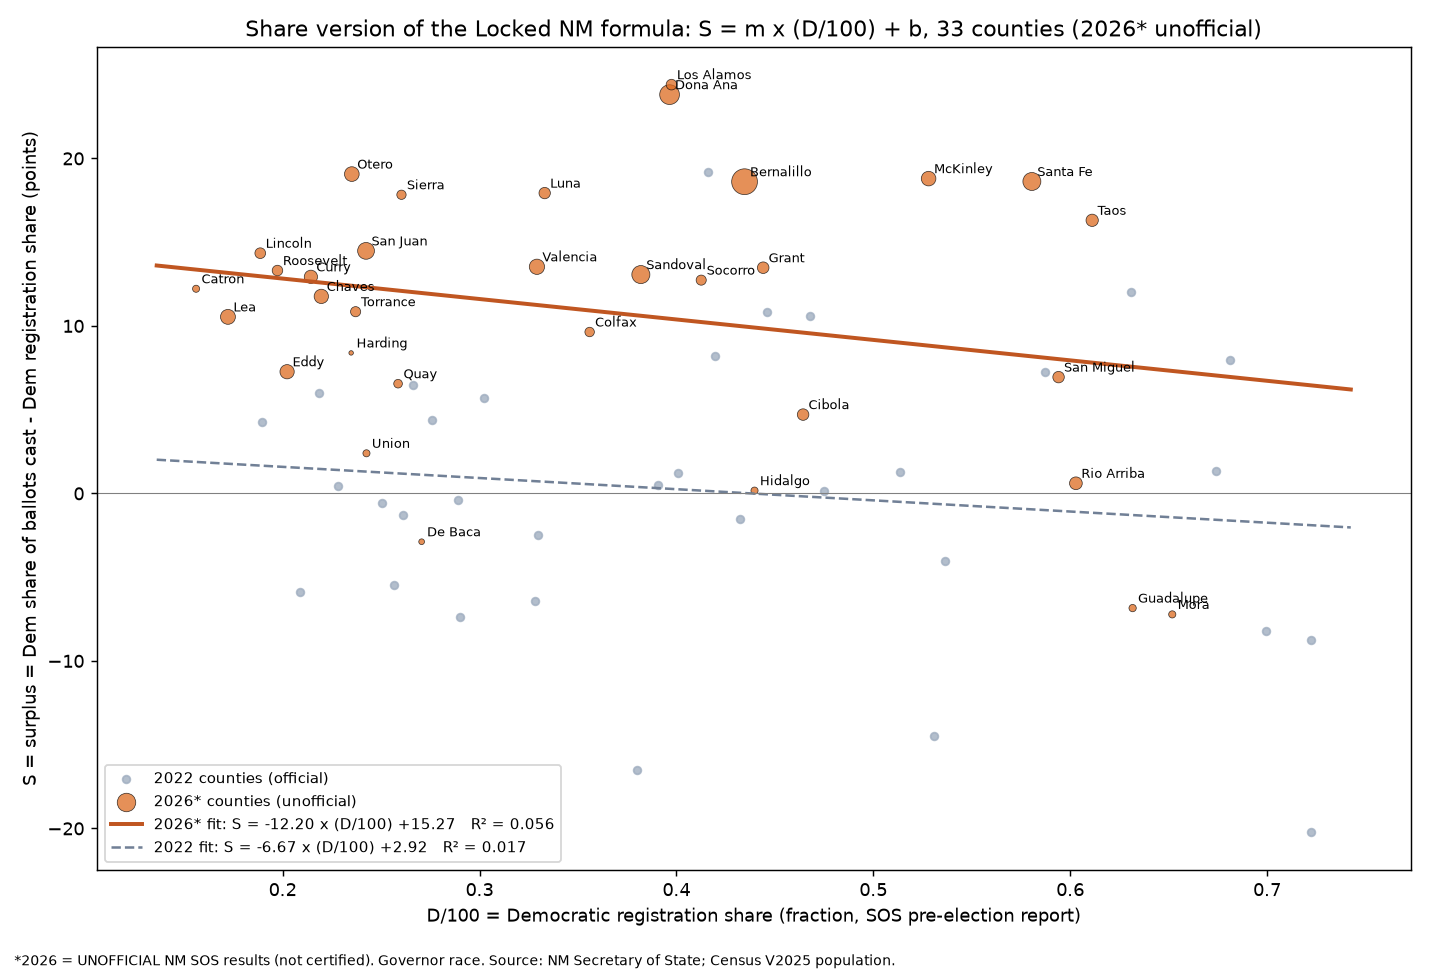 Share version of the Locked NM formula: S = m x (D/100) + b, 33 counties (2026* unofficial)
S = surplus = Dem share of ballots cast - Dem registration share (points)
20
10
0
−10
−20
Los Alamos
Dona Ana
Otero
Sierra
Luna
Bernalillo
McKinley
Santa Fe
Taos
Lincoln
San Juan
Roosevelt
Curry
Valencia
Sandoval
Socorro
Grant
Catron
Chaves
Lea
Torrance
Colfax
Harding
Eddy
Quay
San Miguel
Cibola
Union
Hidalgo
Rio Arriba
De Baca
Guadalupe
Mora
2022 counties (official)
2026* counties (unofficial)
2026* fit: S = -12.20 x (D/100) +15.27 R² = 0.056
2022 fit: S = -6.67 x (D/100) +2.92 R² = 0.017
0.2 0.3 0.4 0.5 0.6 0.7
D/100 = Democratic registration share (fraction, SOS pre-election report)
*2026 = UNOFFICIAL NM SOS results (not certified). Governor race. Source: NM Secretary of State; Census V2025 population.